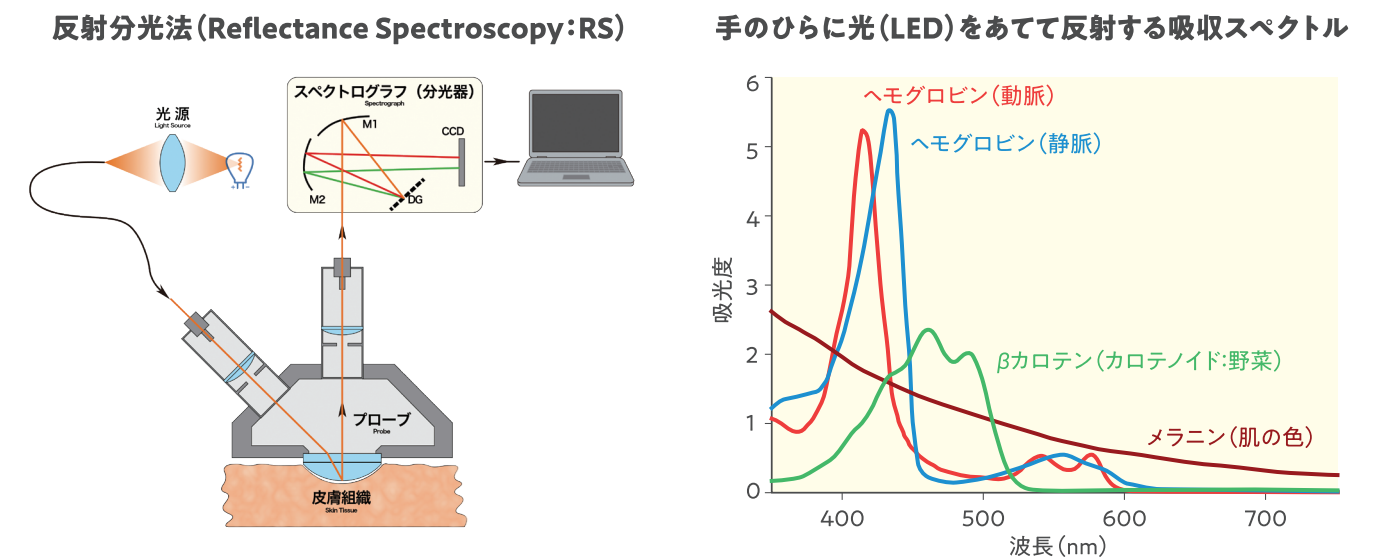 反射分光法（Reflectance Spectroscopy：RS）
光 源
Light Source
スペクトログラフ（分光器）
Spectrograph
M1
CCD
M2
DG
プローブ
Probe
皮膚組織
Skin Tissue
手のひらに光（LED）をあてて反射する吸収スペクトル
吸光度
6
5
4
3
2
1
0
ヘモグロビン（動脈）
ヘモグロビン（静脈）
βカロテン（カロテノイド：野菜）
メラニン（肌の色）
400
500
600
700
波長（nm）